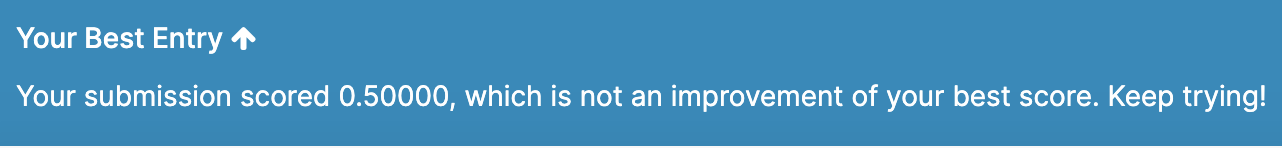 Your Best Entry ↑
Your submission scored 0.50000, which is not an improvement of your best score. Keep trying!